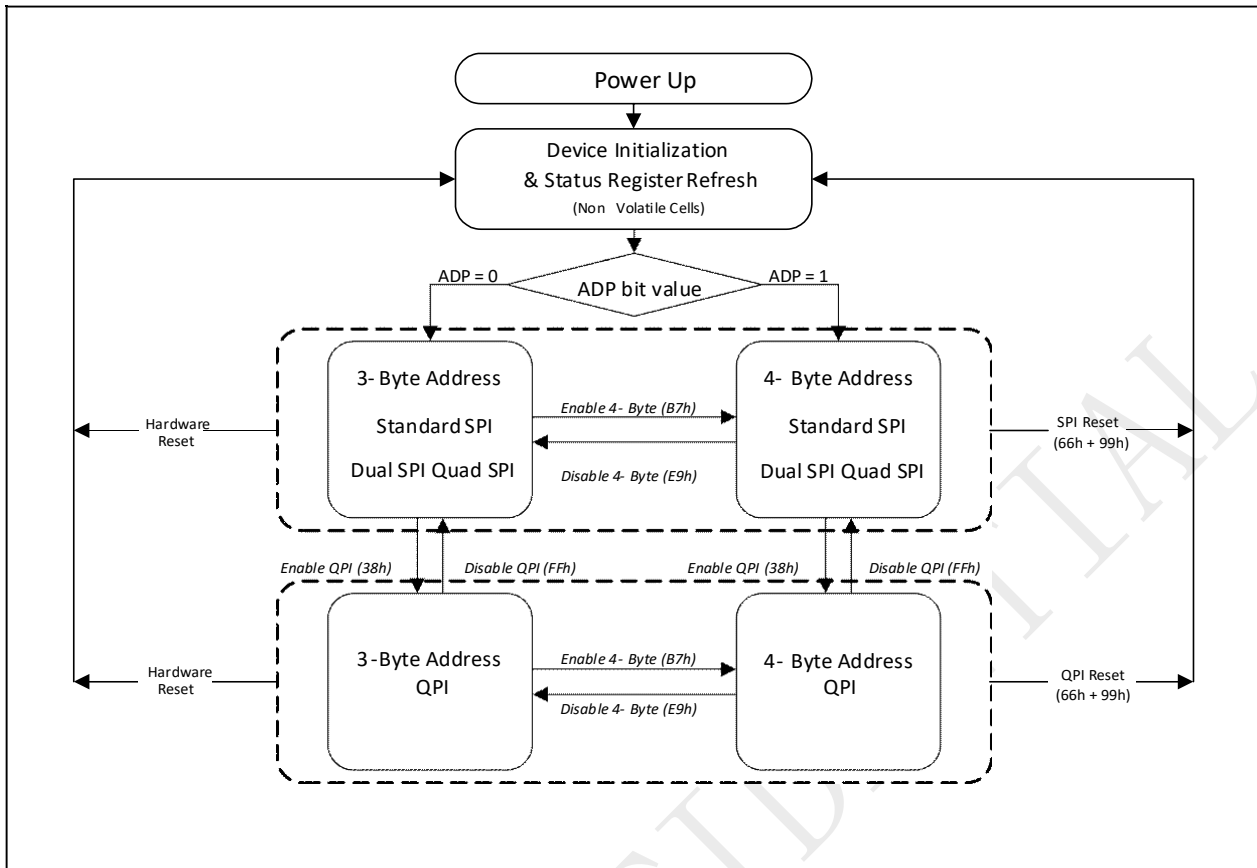 Power Up
Device Initialization
& Status Register Refresh
(Non Volatile Cells)
ADP = 0
ADP = 1
ADP bit value
3- Byte Address
Standard SPI
Dual SPI Quad SPI
Enable 4- Byte (B7h)
Disable 4- Byte (E9h)
4- Byte Address
Standard SPI
Dual SPI Quad SPI
Hardware
Reset
SPI Reset
(66h + 99h)
Enable QPI (38h)
Disable QPI (FFh)
Enable QPI (38h)
Disable QPI (FFh)
3-Byte Address
QPI
Enable 4- Byte (B7h)
Disable 4- Byte (E9h)
4- Byte Address
QPI
Hardware
Reset
QPI Reset
(66h + 99h)